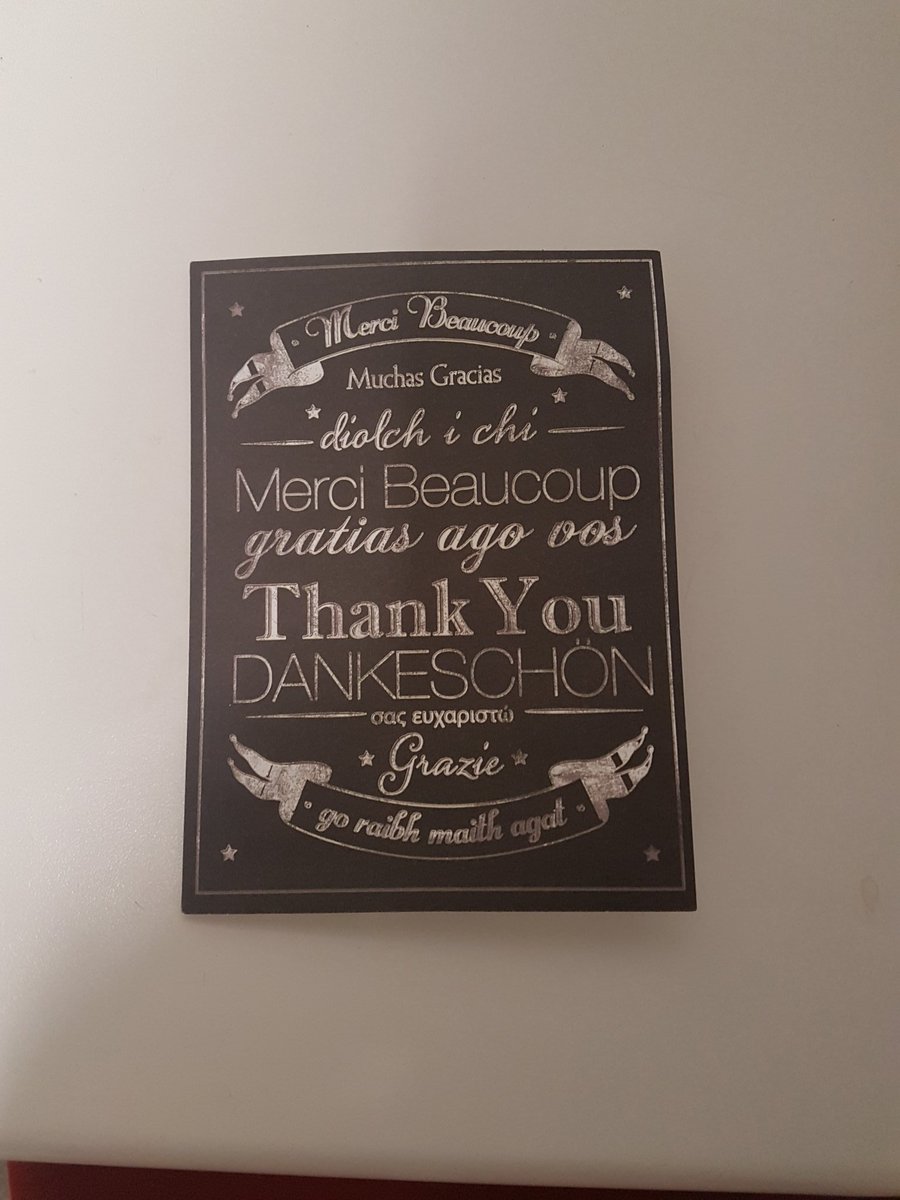 Merci Beaucoup
Muchas Gracias
diolch i chi
Merci Beaucoup
gratias ago vos
Thank You
DANKESCHÖN
σας ευχαριστώ
Grazie
go raibh maith agat